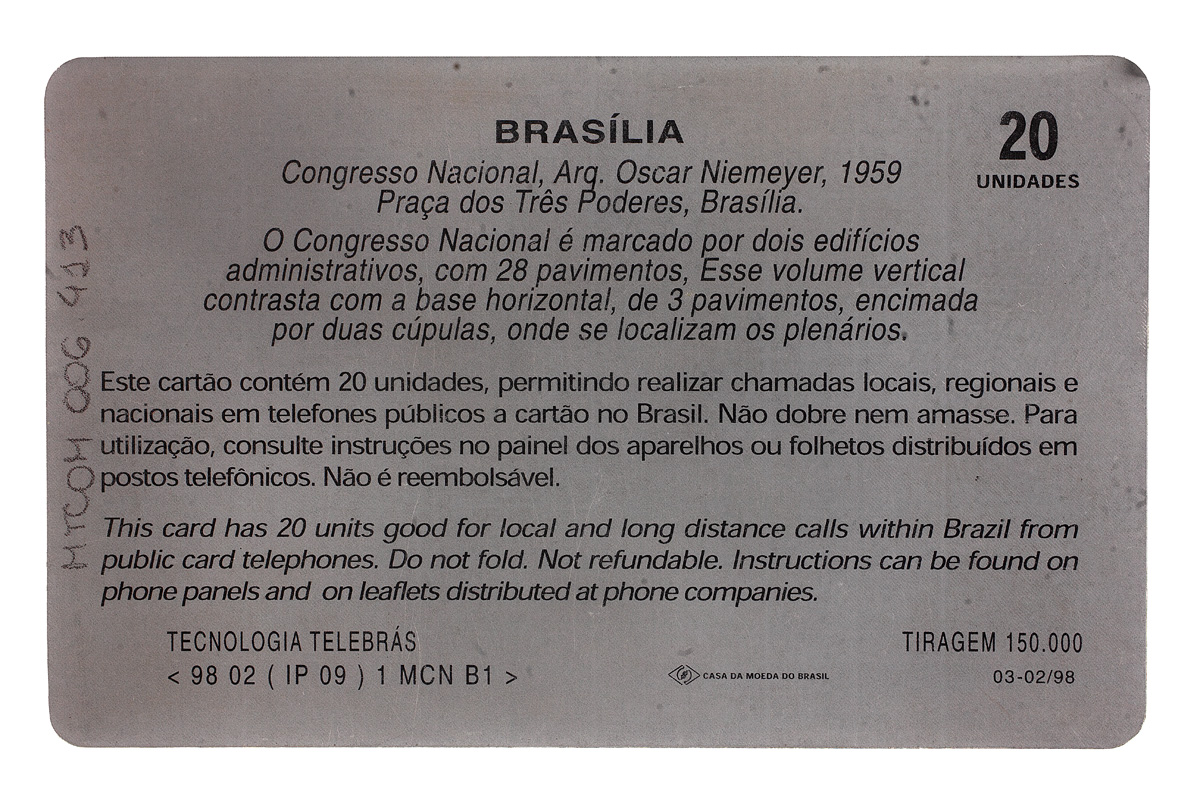 BRASÍLIA
Congresso Nacional, Arq. Oscar Niemeyer, 1959
Praça dos Três Poderes, Brasília.
O Congresso Nacional é marcado por dois edifícios
administrativos, com 28 pavimentos, Esse volume vertical
contrasta com a base horizontal, de 3 pavimentos, encimada
por duas cúpulas, onde se localizam os plenários.
20
UNIDADES
Este cartão contém 20 unidades, permitindo realizar chamadas locais, regionais e
nacionais em telefones públicos a cartão no Brasil. Não dobre nem amasse. Para
utilização, consulte instruções no painel dos aparelhos ou folhetos distribuídos em
postos telefônicos. Não é reembolsável.
This card has 20 units good for local and long distance calls within Brazil from
public card telephones. Do not fold. Not refundable. Instructions can be found on
phone panels and on leaflets distributed at phone companies.
TECNOLOGIA TELEBRÁS
< 98 02 ( IP 09 ) 1 MCN B1 >
CASA DA MOEDA DO BRASIL
TIRAGEM 150.000
03-02/98
MTCOM 006.413